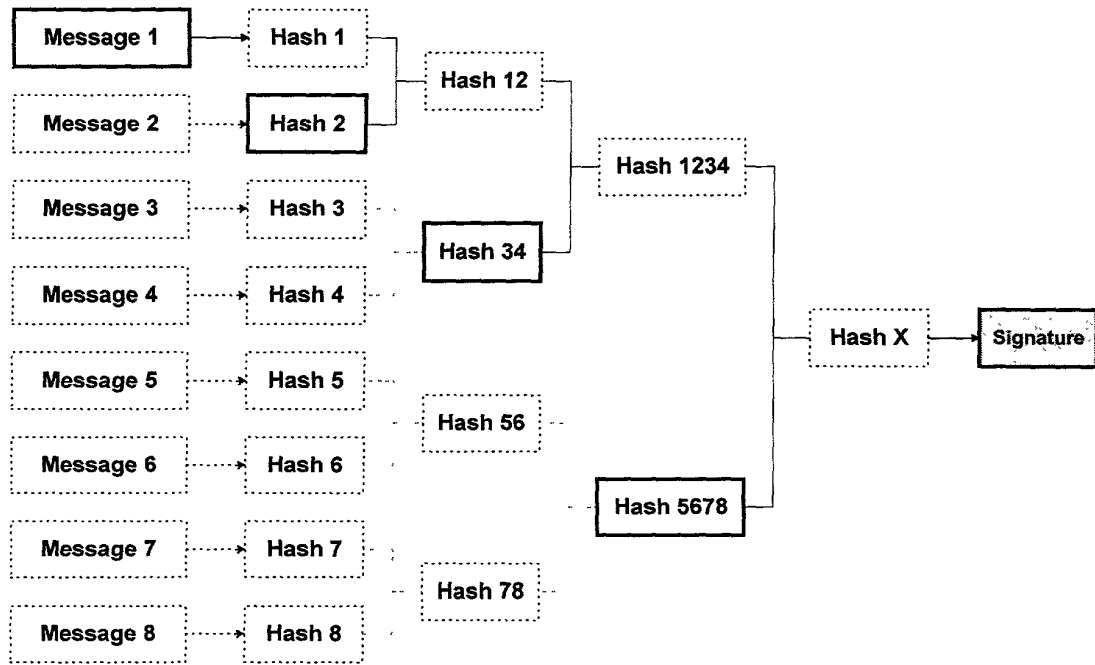 Message 1
Hash 1
Hash 12
Message 2
Hash 2
Hash 1234
Message 3
Hash 3
Hash 34
Message 4
Hash 4
Hash X
Signature
Message 5
Hash 5
Hash 56
Message 6
Hash 6
Hash 5678
Message 7
Hash 7
Hash 78
Message 8
Hash 8